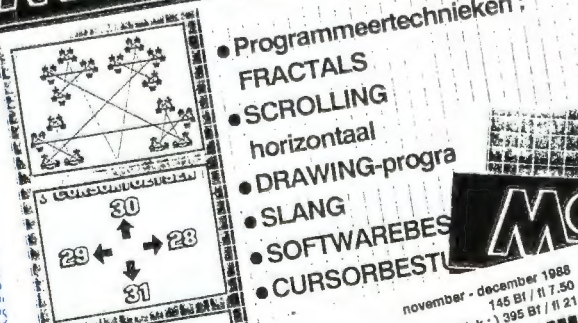 Programmeertechnieken :
FRACTALS
SCROLLING
horizontaal
DRAWING-progra
SLANG
SOFTWAREBES
CURSORBESTU
CURSORTOETSEN
30
29 28
31
november - december 1988
145 Bf / fl 7.50
) 395 Bf / fl 21